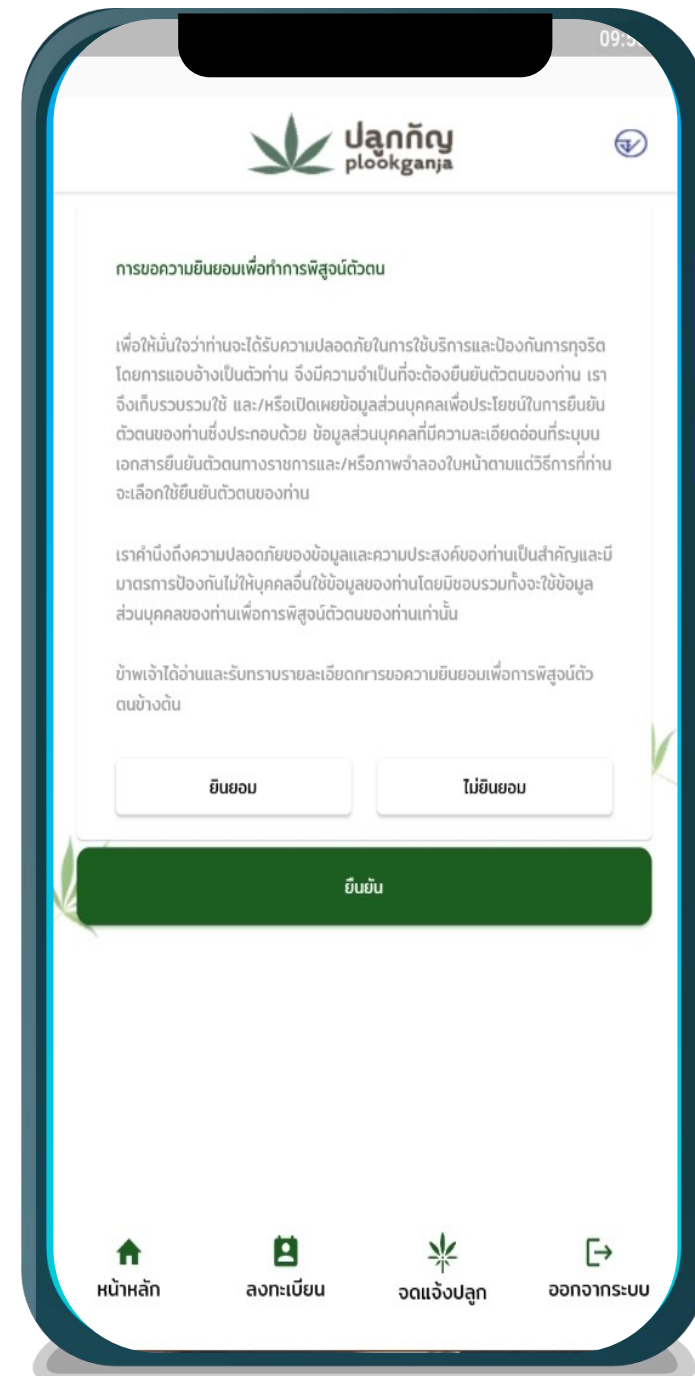 ปลูกกัญ
plookganja
การขอความยินยอมเพื่อทำการพิสูจน์ตัวตน
เพื่อให้มั่นใจว่าท่านจะได้รับความปลอดภัยในการใช้บริการและป้องกันการทุจริต
โดยการแอบอ้างเป็นตัวท่าน จึงมีความจำเป็นที่จะต้องยืนยันตัวตนของท่าน เรา
จึงเก็บรวบรวมใช้ และ/หรือเปิดเผยข้อมูลส่วนบุคคลเพื่อประโยชน์ในการยืนยัน
ตัวตนของท่านซึ่งประกอบด้วย ข้อมูลส่วนบุคคลที่มีความละเอียดอ่อนที่ระบุบน
เอกสารยืนยันตัวตนทางราชการและ/หรือภาพจำลองใบหน้าตามแต่วิธีการที่ท่าน
จะเลือกใช้ยืนยันตัวตนของท่าน
เราคำนึงถึงความปลอดภัยของข้อมูลและความประสงค์ของท่านเป็นสำคัญและมี
มาตรการป้องกันไม่ให้บุคคลอื่นใช้ข้อมูลของท่านโดยมิชอบรวมทั้งจะใช้ข้อมูล
ส่วนบุคคลของท่านเพื่อการพิสูจน์ตัวตนของท่านเท่านั้น
ข้าพเจ้าได้อ่านและรับทราบรายละเอียดการขอความยินยอมเพื่อการพิสูจน์ตัว
ตนข้างต้น
ยินยอม ไม่ยินยอม
ยืนยัน
หน้าหลัก ลงทะเบียน จดแจ้งปลูก ออกจากระบบ